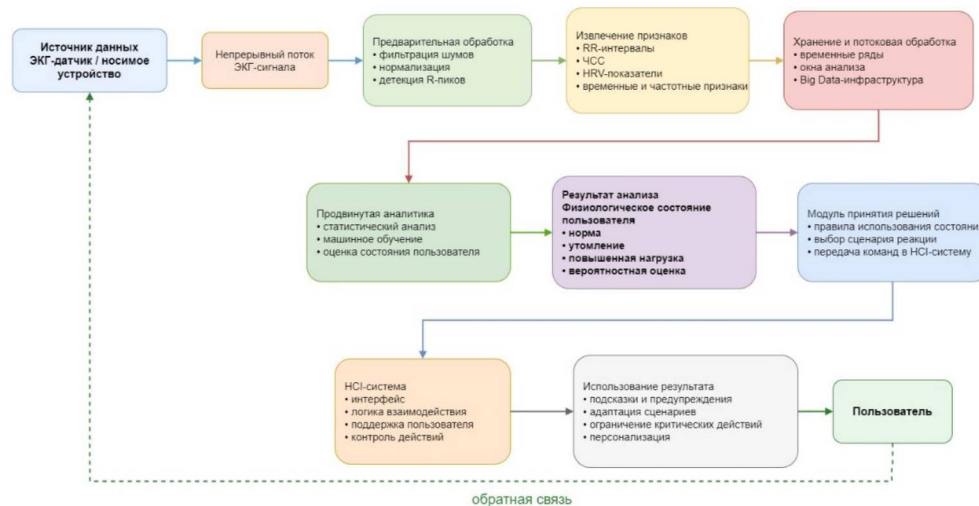 Источник данных
ЭКГ-датчик / носимое
устройство
Непрерывный поток
ЭКГ-сигнала
Предварительная обработка
• фильтрация шумов
• нормализация
• детекция R-пиков
Извлечение признаков
• RR-интервалы
• ЧСС
• HRV-показатели
• временные и частотные признаки
Хранение и потоковая обработка
• временные ряды
• окна анализа
• Big Data-инфраструктура
Продвинутая аналитика
• статистический анализ
• машинное обучение
• оценка состояния пользователя
Результат анализа
Физиологическое состояние
пользователя
• норма
• утомление
• повышенная нагрузка
• вероятностная оценка
Модуль принятия решений
• правила использования состояни
• выбор сценария реакции
• передача команд в HCI-систему
HCI-система
• интерфейс
• логика взаимодействия
• поддержка пользователя
• контроль действий
Использование результата
• подсказки и предупреждения
• адаптация сценариев
• ограничение критических действий
• персонализация
Пользователь
обратная связь